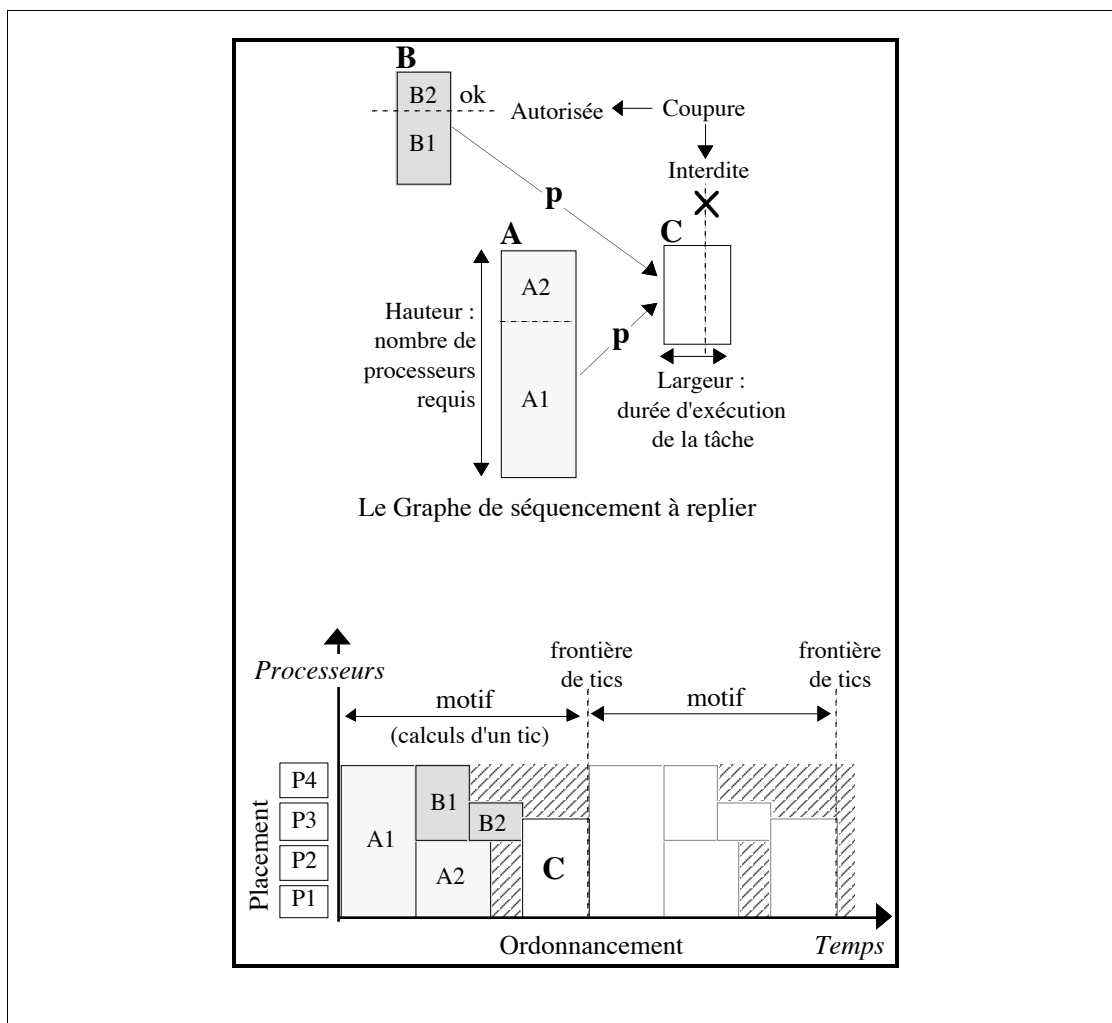 B
B2 ok
Autorisée Coupure
B1
Interdite
p
A C
A2
Hauteur :
nombre de
processeurs
requis
p
A1
Largeur :
durée d'exécution
de la tâche
Le Graphe de séquencement à replier
frontière
de tics
frontière
de tics
Processeurs
motif
(calculs d'un tic)
motif
Placement
P4
P3
P2
P1
A1
B1
B2
A2
C
Ordonnancement
Temps